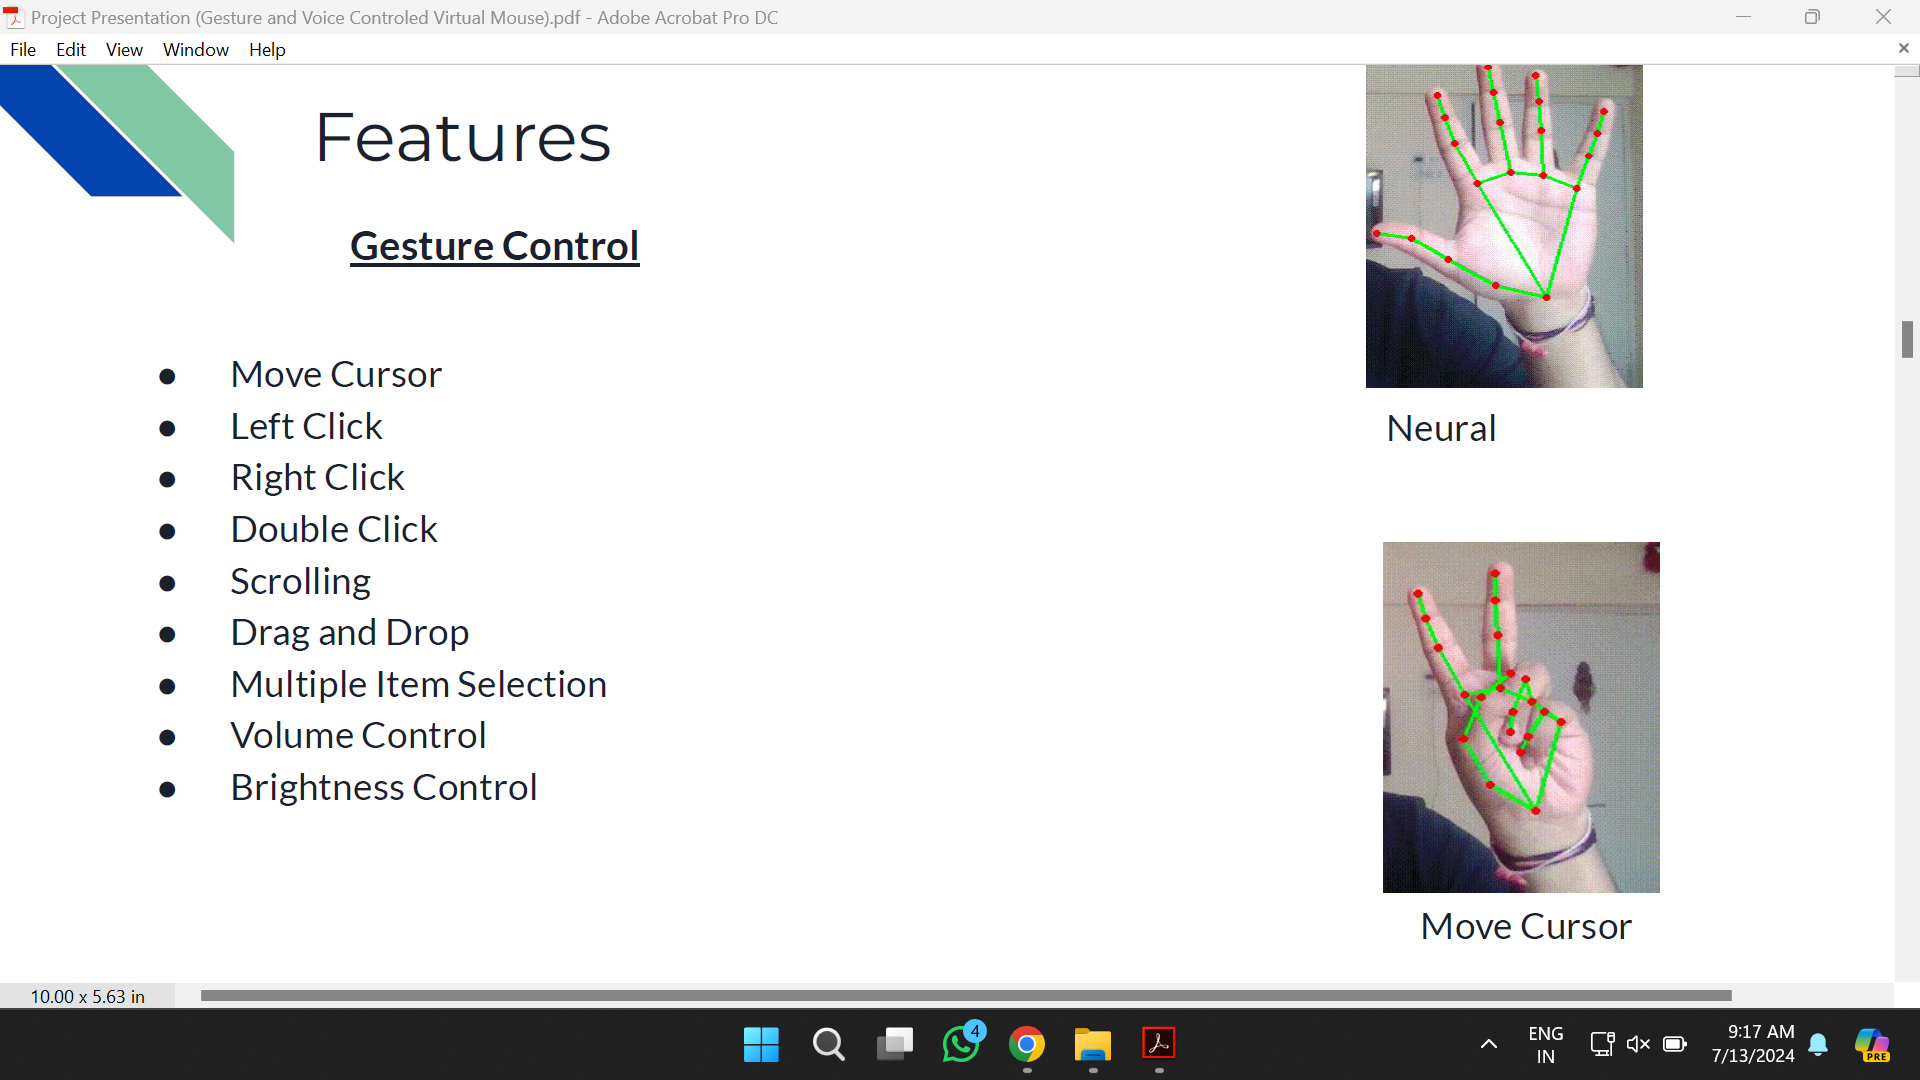 Project Presentation (Gesture and Voice Controled Virtual Mouse).pdf - Adobe Acrobat Pro DC
File Edit View Window Help
Features
Gesture Control
● Move Cursor
● Left Click
● Right Click
● Double Click
● Scrolling
● Drag and Drop
● Multiple Item Selection
● Volume Control
● Brightness Control
Neural
Move Cursor
10.00 x 5.63 in
4
ENG
IN
9:17 AM
7/13/2024
PRE